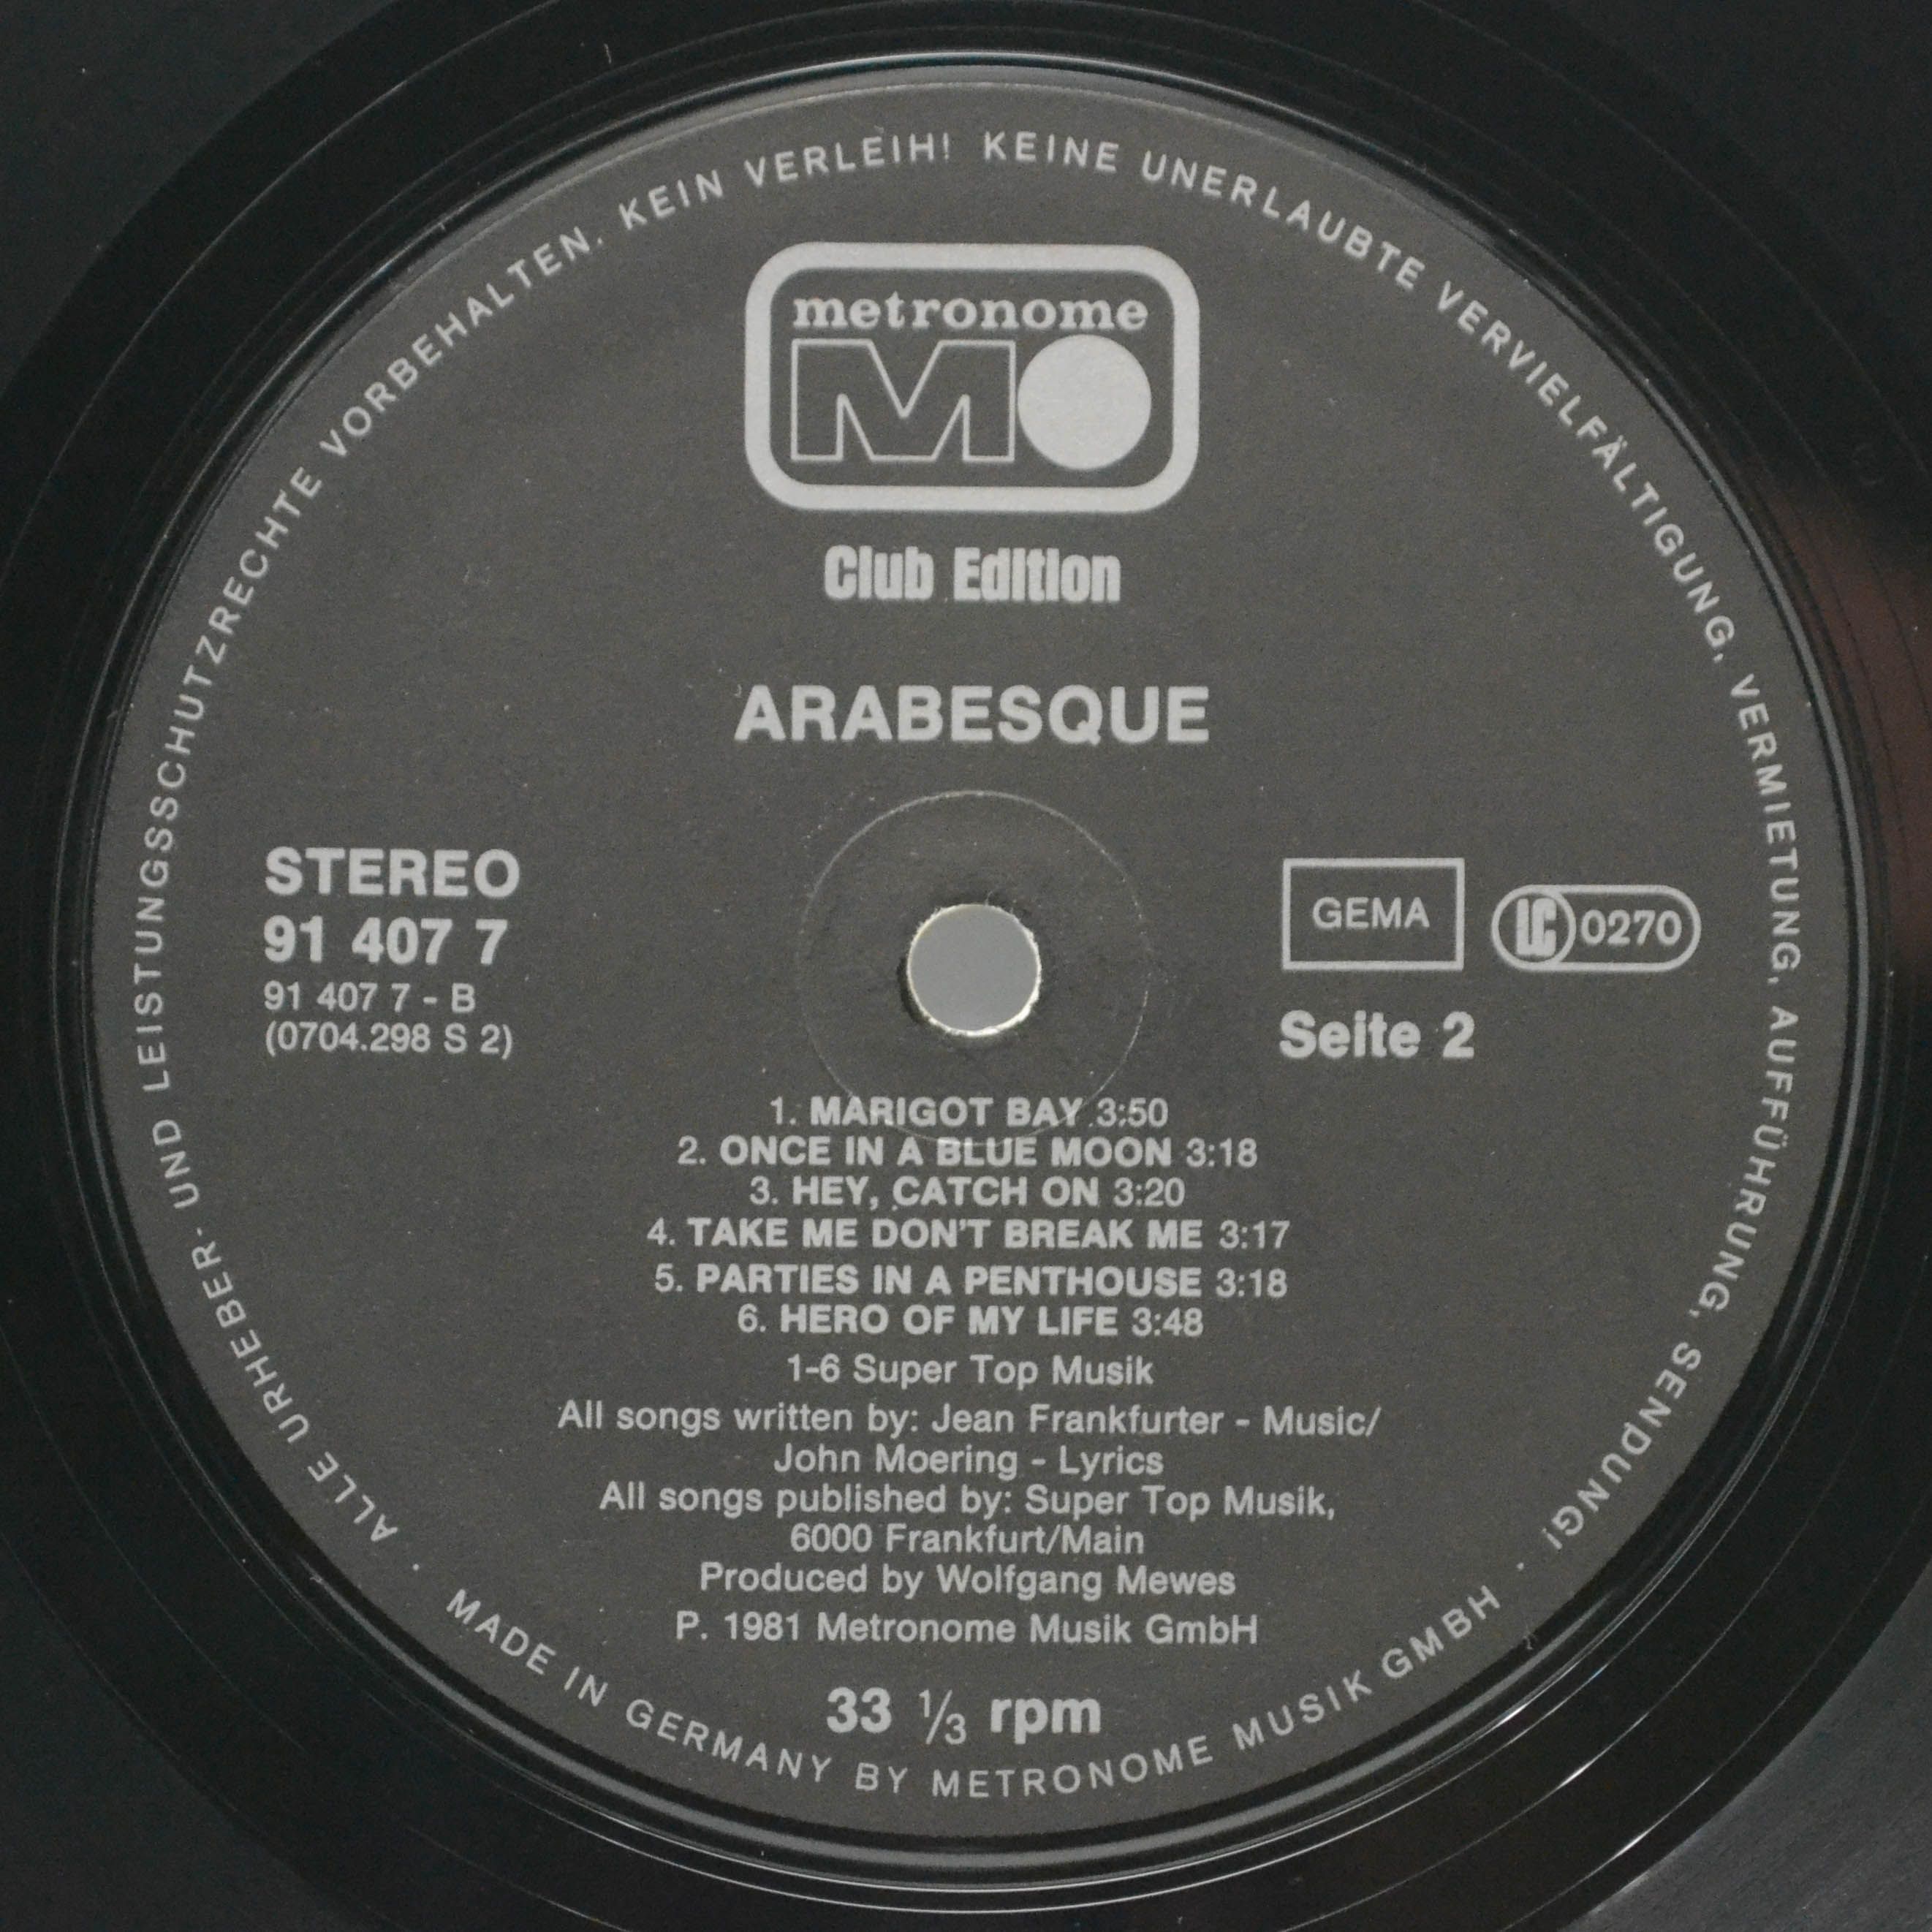 ALLE URHEBER- UND LEISTUNGSSCHUTZRECHTE VORBEHALTEN. KEIN VERLEIH! KEINE UNERLAUBTE VERVIELFÄLTIGUNG, VERMIETUNG, AUFFÜHRUNG, SENDUNG!
metronome
M
Club Edition
ARABESQUE
STEREO
91 407 7
91 407 7 - B
(0704.298 S 2)
GEMA
LC 0270
Seite 2
1. MARIGOT BAY 3:50
2. ONCE IN A BLUE MOON 3:18
3. HEY, CATCH ON 3:20
4. TAKE ME DON'T BREAK ME 3:17
5. PARTIES IN A PENTHOUSE 3:18
6. HERO OF MY LIFE 3:48
1-6 Super Top Musik
All songs written by: Jean Frankfurter - Music/
John Moering - Lyrics
All songs published by: Super Top Musik,
6000 Frankfurt/Main
Produced by Wolfgang Mewes
P. 1981 Metronome Musik GmbH
33 1/3 rpm
· MADE IN GERMANY BY METRONOME MUSIK GMBH ·